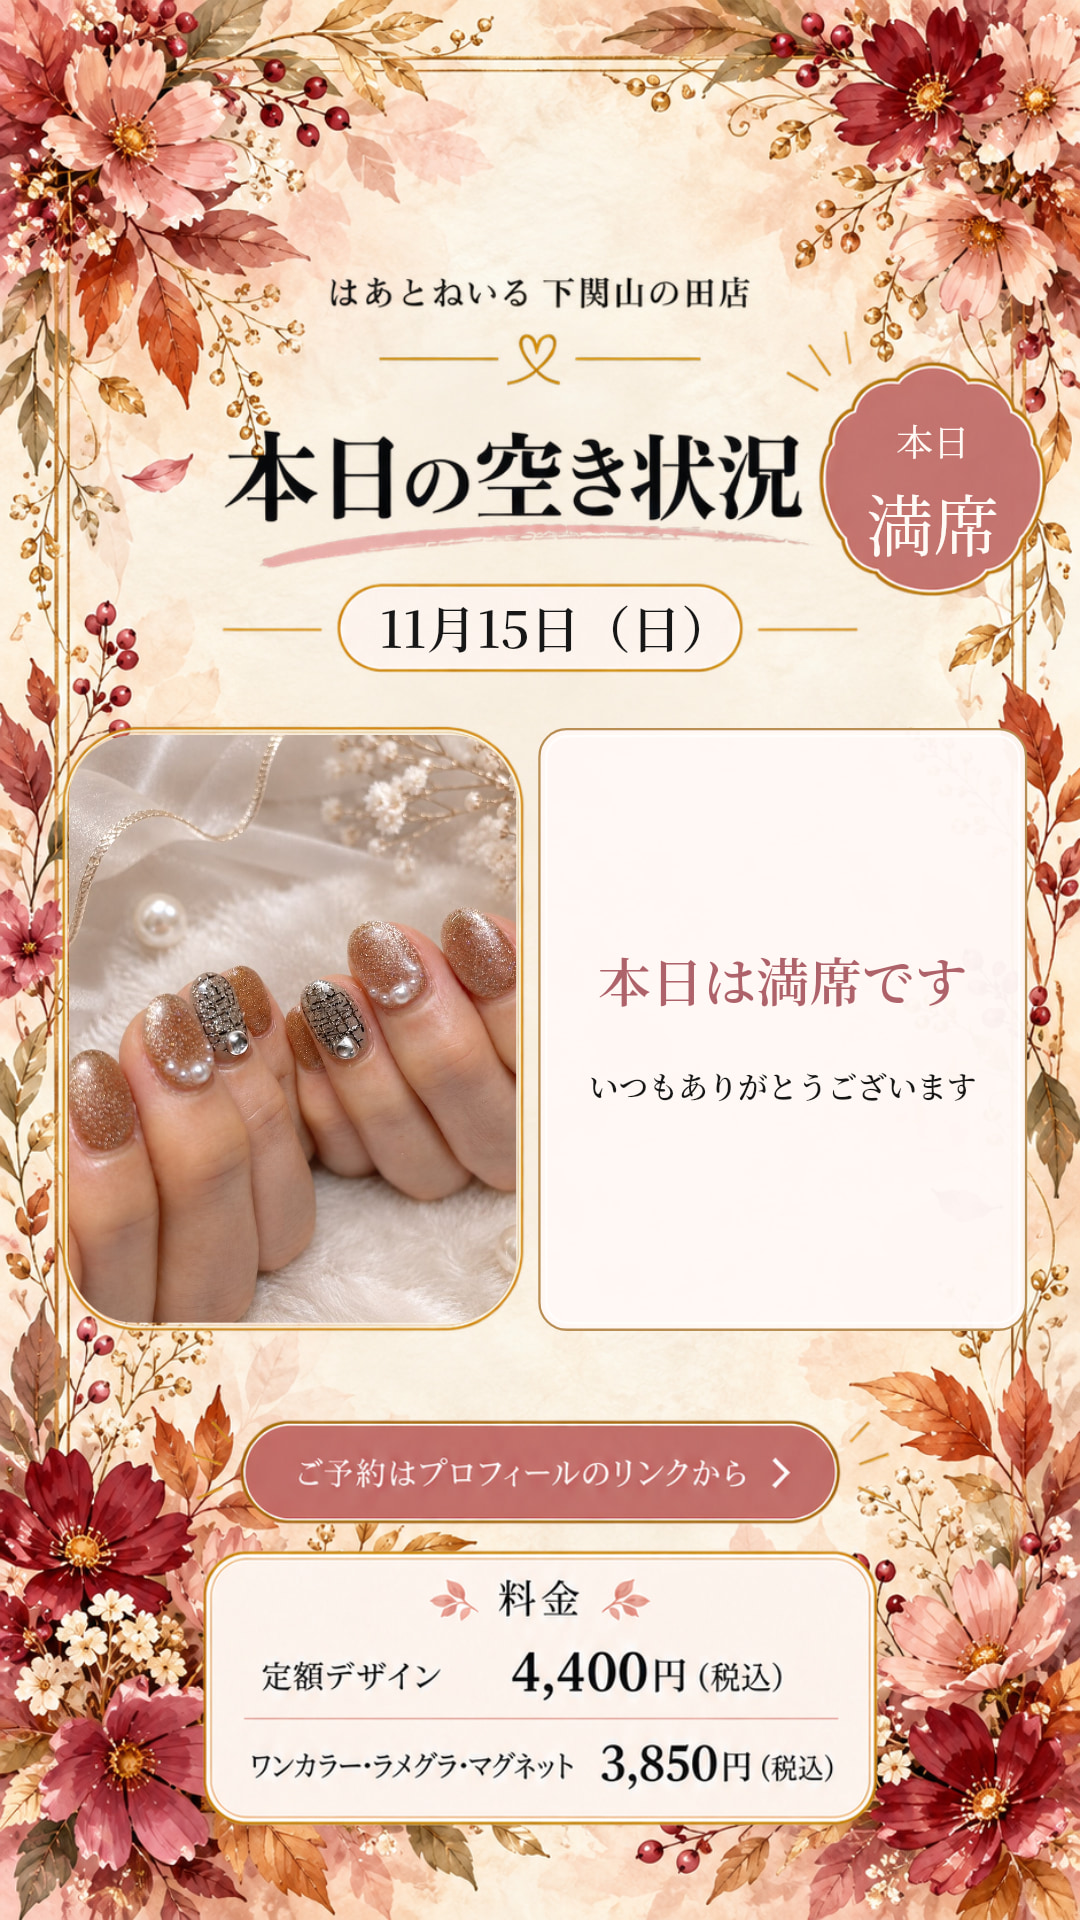 はあとねいる 下関山の田店
本日の空き状況
本日
満席
11月15日（日）
本日は満席です
いつもありがとうございます
ご予約はプロフィールのリンクから
料金
定額デザイン 4,400円 (税込)
ワンカラー・ラメグラ・マグネット 3,850円 (税込)